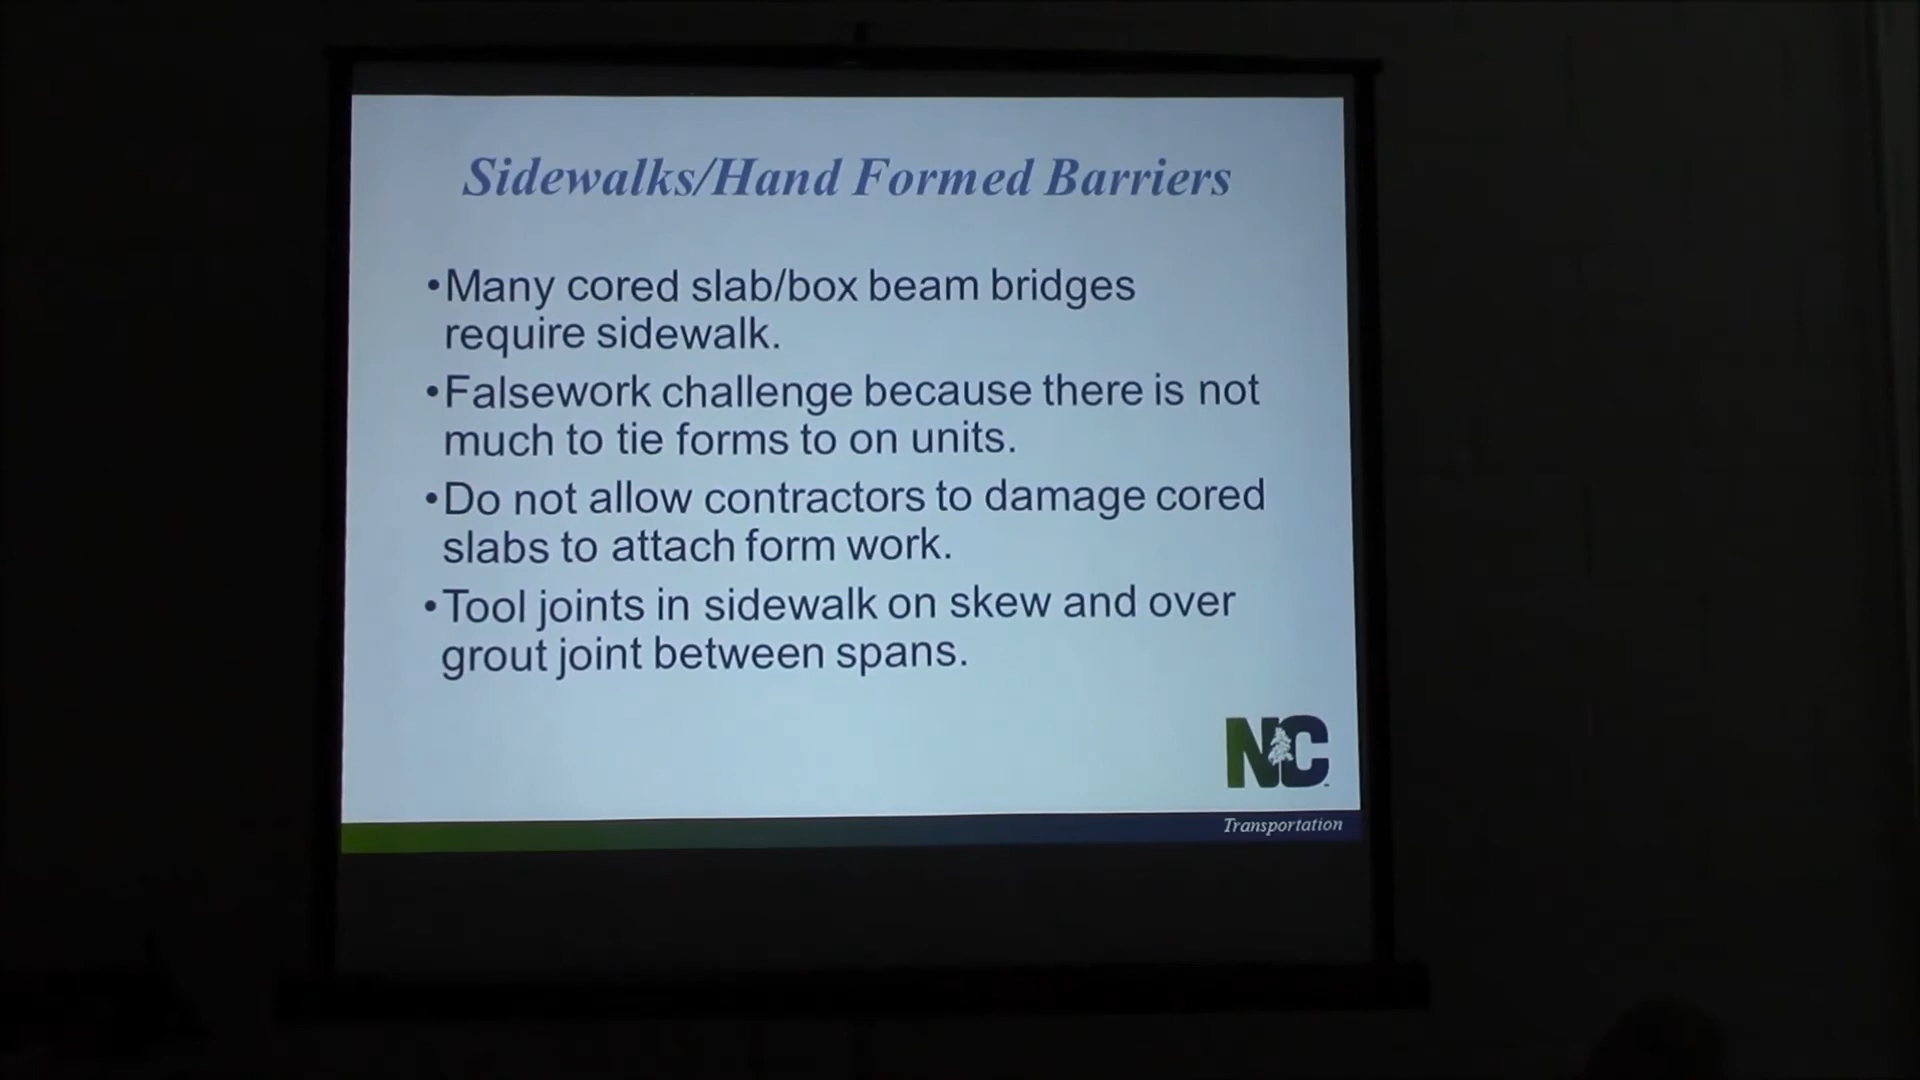 Sidewalks/Hand Formed Barriers
•Many cored slab/box beam bridges
require sidewalk.
•Falsework challenge because there is not
much to tie forms to on units.
•Do not allow contractors to damage cored
slabs to attach form work.
•Tool joints in sidewalk on skew and over
grout joint between spans.
NC
Transportation